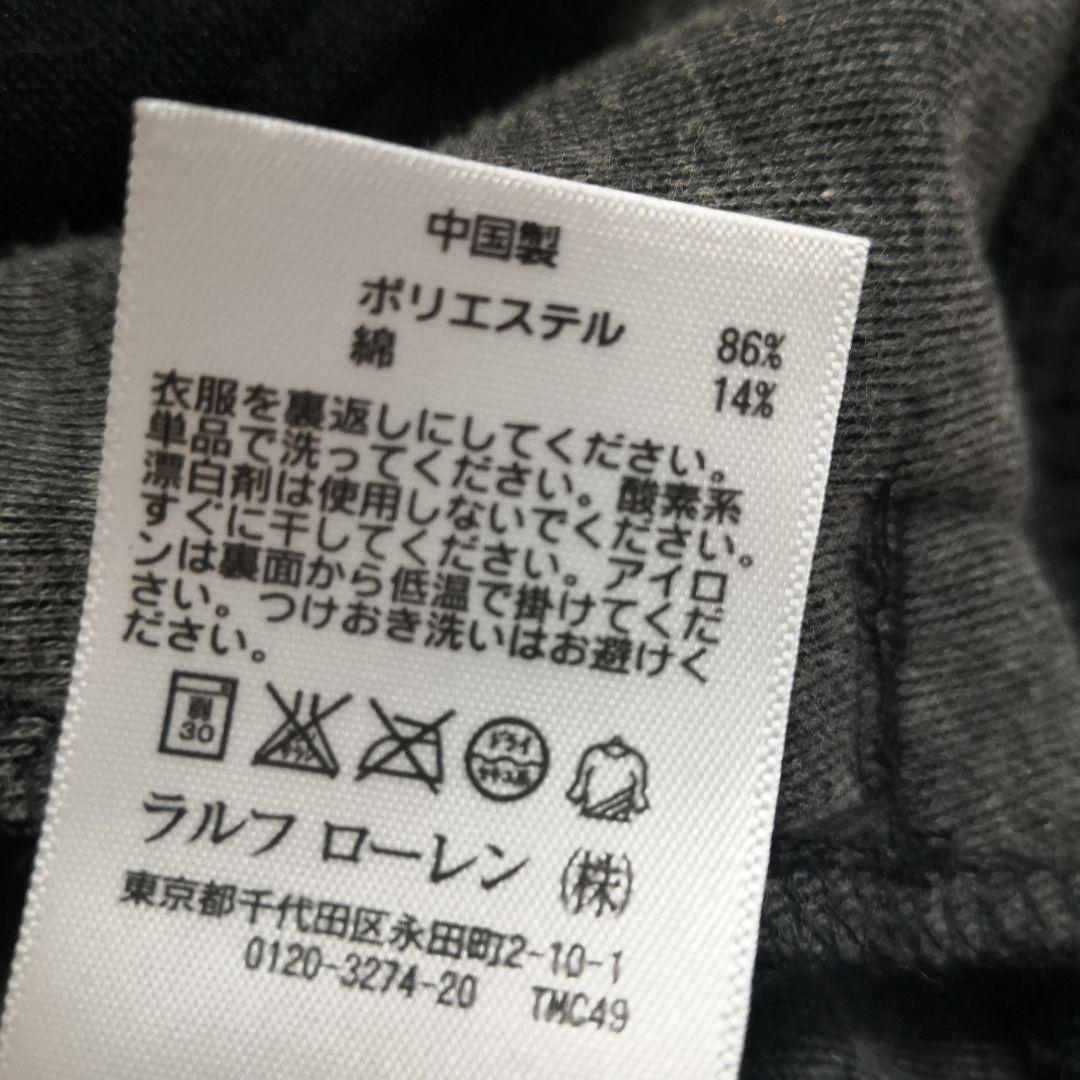 中国製
ポリエステル 86%
綿 14%
衣服を裏返しにしてください。
単品で洗ってください。酸素系
漂白剤は使用しないでください。
すぐに干してください。アイロ
ンは裏面から低温で掛けてくだ
さい。つけおき洗いはお避けく
ださい。
弱
30
ドライ
ラルフ ローレン (株)
東京都千代田区永田町2-10-1
0120-3274-20 TMC49